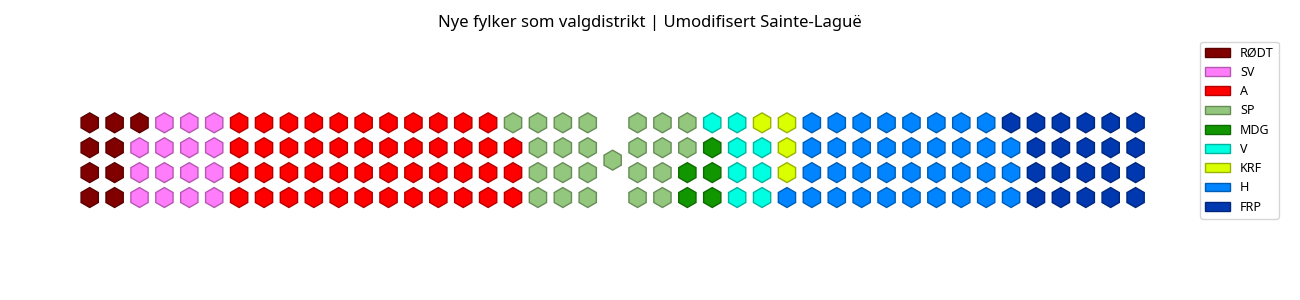 Nye fylker som valgdistrikt | Umodifisert Sainte-Laguë
RØDT
SV
A
SP
MDG
V
KRF
H
FRP